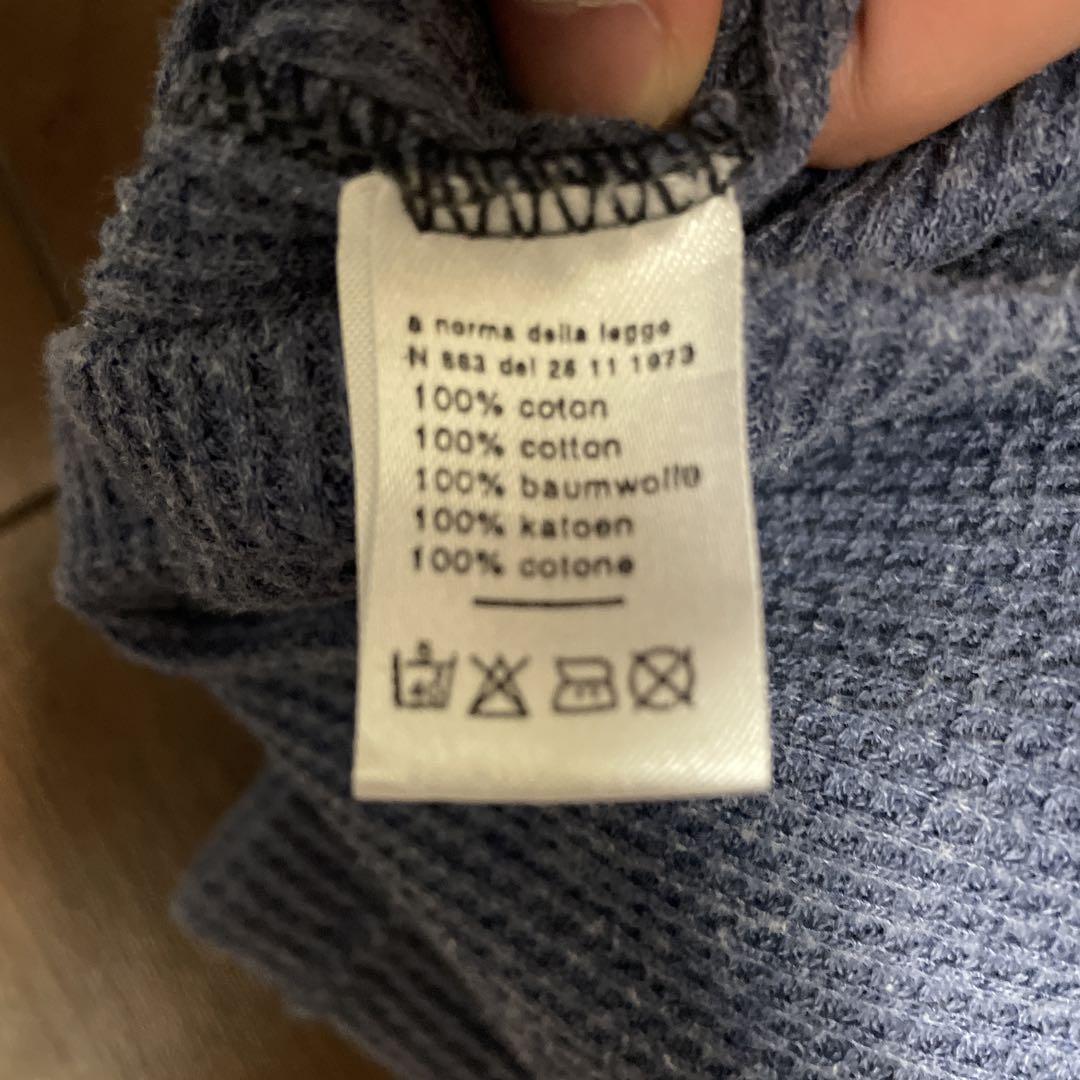 a norma della legge
N 883 del 26 11 1973
100% coton
100% cotton
100% baumwolle
100% katoen
100% cotone